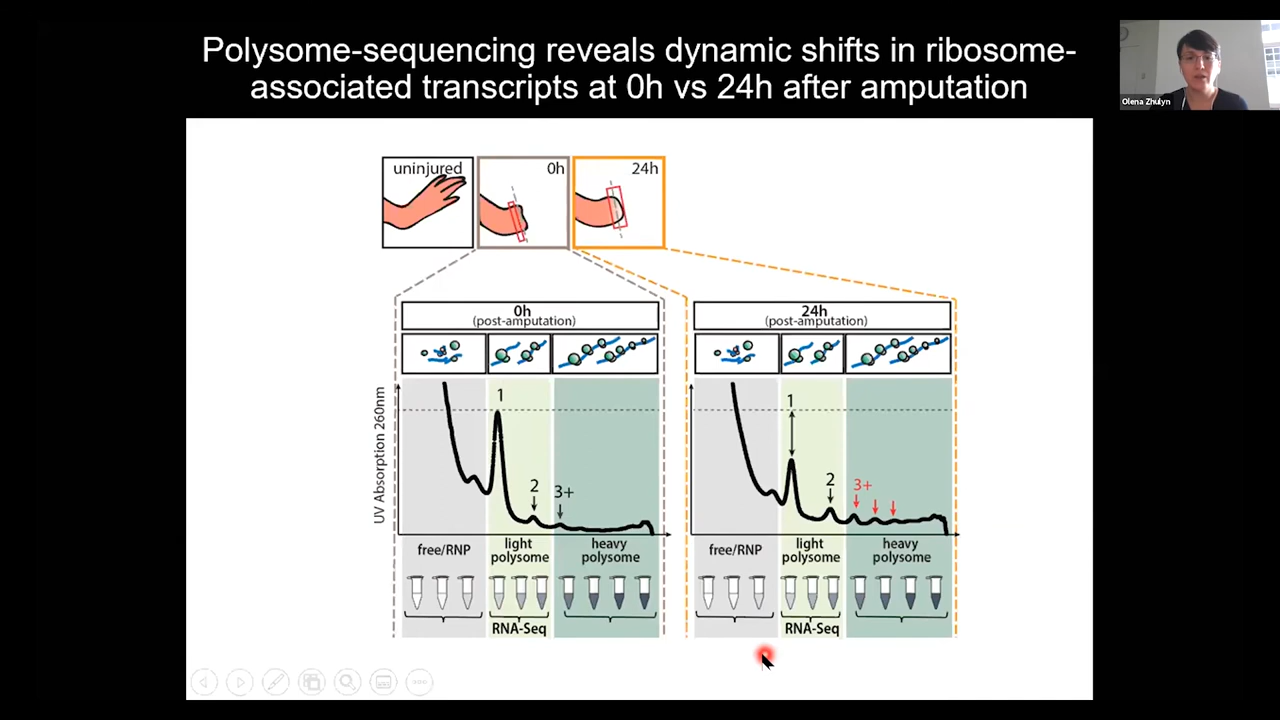 Polysome-sequencing reveals dynamic shifts in ribosome-
associated transcripts at 0h vs 24h after amputation
Olena Zhulyn
uninjured
0h
24h
0h
(post-amputation)
24h
(post-amputation)
UV Absorption 260nm
1
2
3+
1
2
3+
free/RNP
light
polysome
heavy
polysome
free/RNP
light
polysome
heavy
polysome
RNA-Seq
RNA-Seq